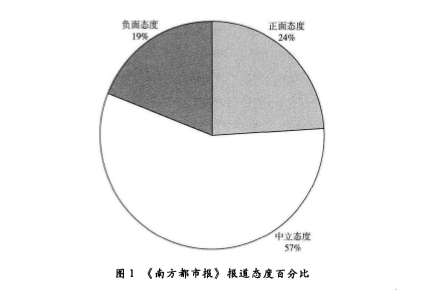 负面态度
19%
正面态度
24%
中立态度
57%
图 1 《南方都市报》报道态度百分比